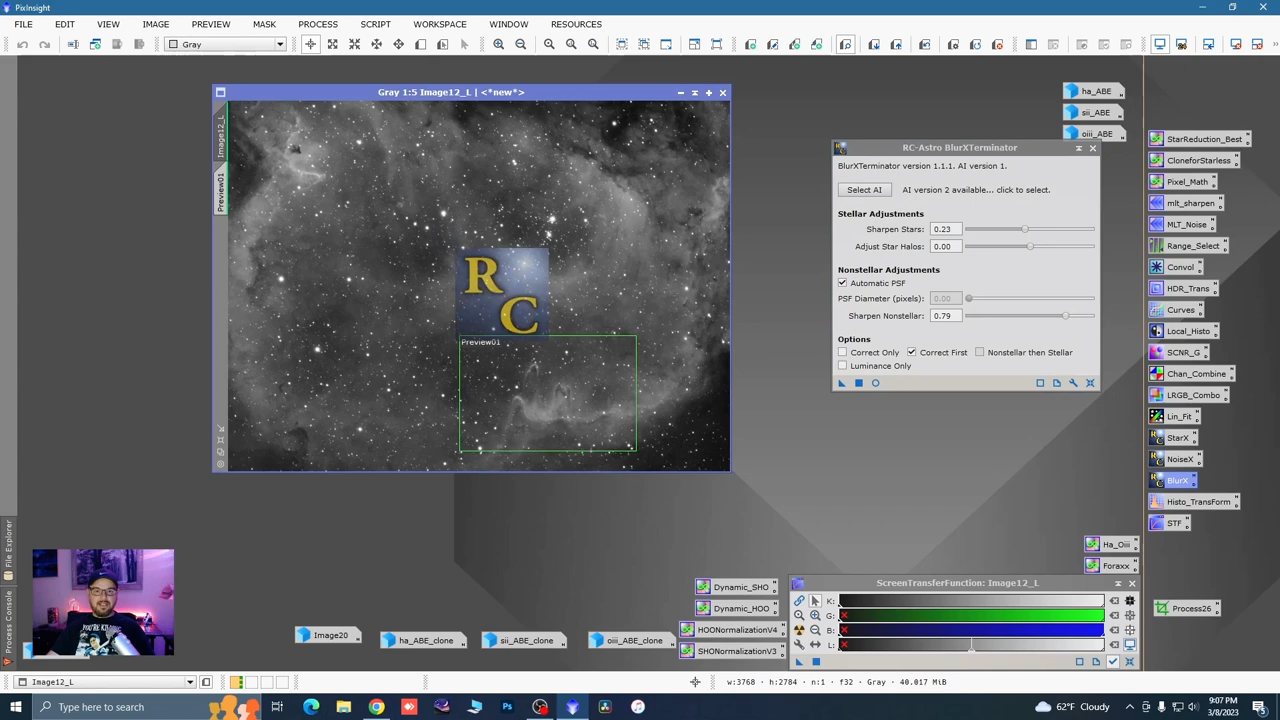 PixInsight
FILE EDIT VIEW IMAGE PREVIEW MASK PROCESS SCRIPT WORKSPACE WINDOW RESOURCES
Gray
Gray 1:5 Image12_L | <*new*>
Image12_L
Preview01
R
C
Preview01
ha_ABE
sii_ABE
oiii_ABE
RC-Astro BlurXTerminator
BlurXTerminator version 1.1.1. AI version 1.
Select AI AI version 2 available... click to select.
Stellar Adjustments
Sharpen Stars: 0.23
Adjust Star Halos: 0.00
Nonstellar Adjustments
Automatic PSF
PSF Diameter (pixels): 0.00
Sharpen Nonstellar: 0.79
Options
Correct Only Correct First Nonstellar then Stellar
Luminance Only
StarReduction_Best
CloneforStarless
Pixel_Math
mlt_sharpen
MLT_Noise
Range_Select
Convol
HDR_Trans
Curves
Local_Histo
SCNR_G
Chan_Combine
LRGB_Combo
Lin_Fit
StarX
NoiseX
BlurX
Histo_TransForm
STF
Ha_Oiii
Foraxx
Process26
Dynamic_SHO
Dynamic_HOO
HOONormalizationV4
SHONormalizationV3
ScreenTransferFunction: Image12_L
K:
G:
B:
L:
Image20
ha_ABE_clone
sii_ABE_clone
oiii_ABE_clone
File Explorer
Process Console
Image12_L
w:3768 · h:2784 · n:1 · f32 · Gray · 40.017 MiB
Type here to search
Ps
62°F Cloudy
9:07 PM
3/8/2023